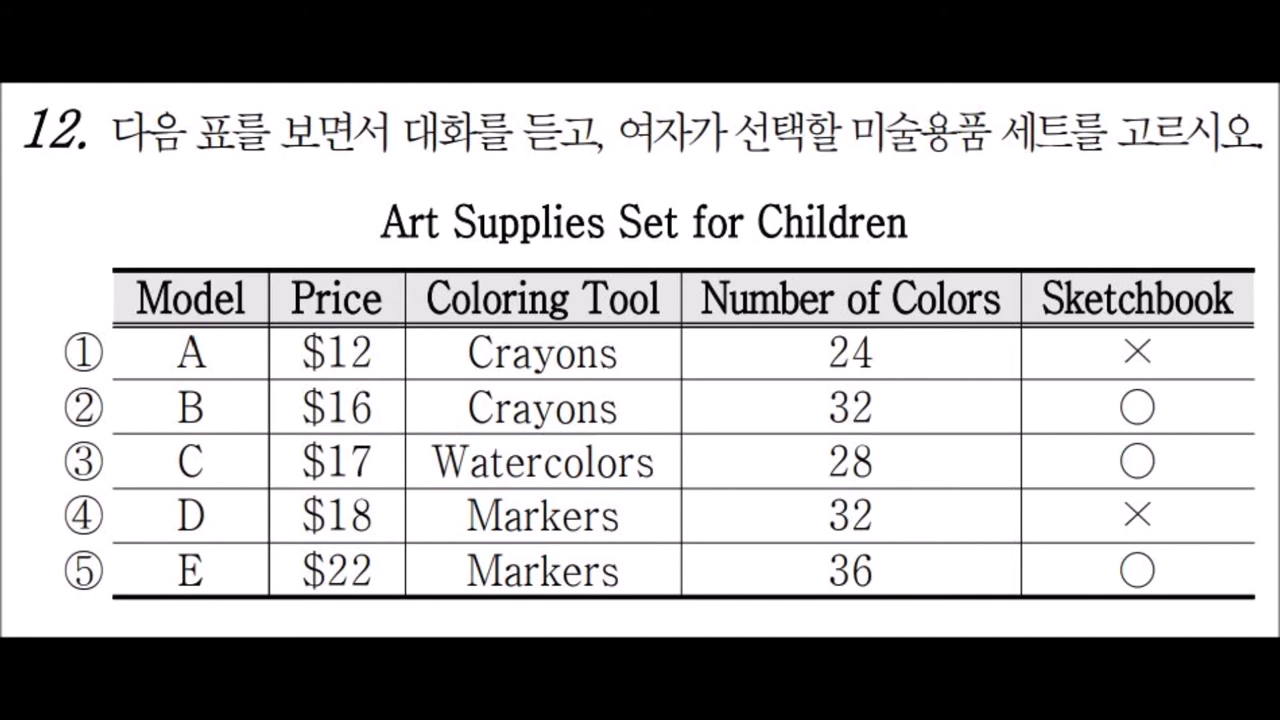 12. 다음 표를 보면서 대화를 듣고, 여자가 선택할 미술용품 세트를 고르시오.
Art Supplies Set for Children
Model Price Coloring Tool Number of Colors Sketchbook
① A $12 Crayons 24 ×
② B $16 Crayons 32 ○
③ C $17 Watercolors 28 ○
④ D $18 Markers 32 ×
⑤ E $22 Markers 36 ○